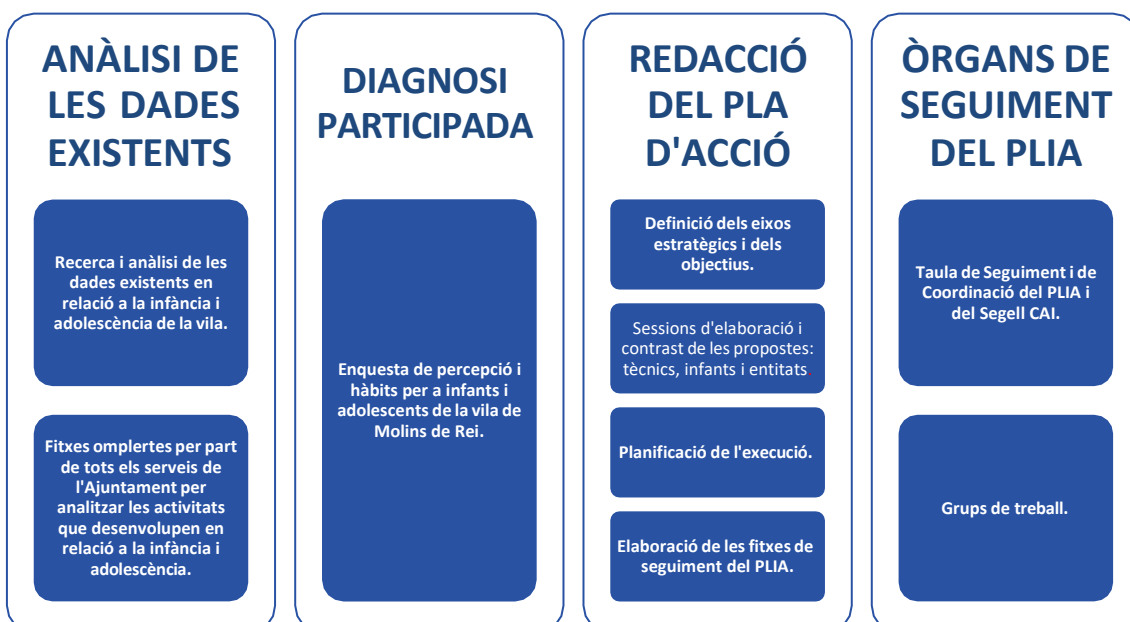 ANÀLISI DE
LES DADES
EXISTENTS
Recerca i anàlisi de les
dades existents en
relació a la infància i
adolescència de la vila.
Fitxes omplertes per part
de tots els serveis de
l'Ajuntament per
analitzar les activitats
que desenvolupen en
relació a la infància i
adolescència.
DIAGNOSI
PARTICIPADA
Enquesta de percepció i
hàbits per a infants i
adolescents de la vila de
Molins de Rei.
REDACCIÓ
DEL PLA
D'ACCIÓ
Definició dels eixos
estratègics i dels
objectius.
Sessions d'elaboració i
contrast de les propostes:
tècnics, infants i entitats.
Planificació de l'execució.
Elaboració de les fitxes de
seguiment del PLIA.
ÒRGANS DE
SEGUIMENT
DEL PLIA
Taula de Seguiment i de
Coordinació del PLIA i
del Segell CAI.
Grups de treball.